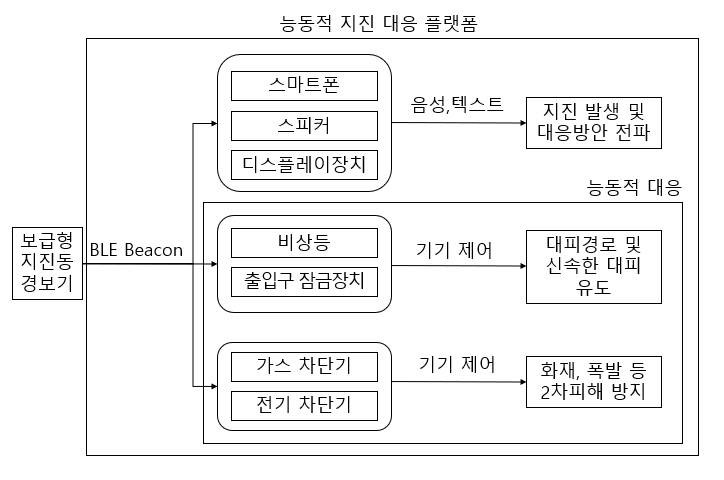 능동적 지진 대응 플랫폼
스마트폰
스피커
디스플레이장치
음성,텍스트
지진 발생 및
대응방안 전파
능동적 대응
보급형
지진동
경보기
BLE Beacon
비상등
출입구 잠금장치
기기 제어
대피경로 및
신속한 대피
유도
가스 차단기
전기 차단기
기기 제어
화재, 폭발 등
2차피해 방지